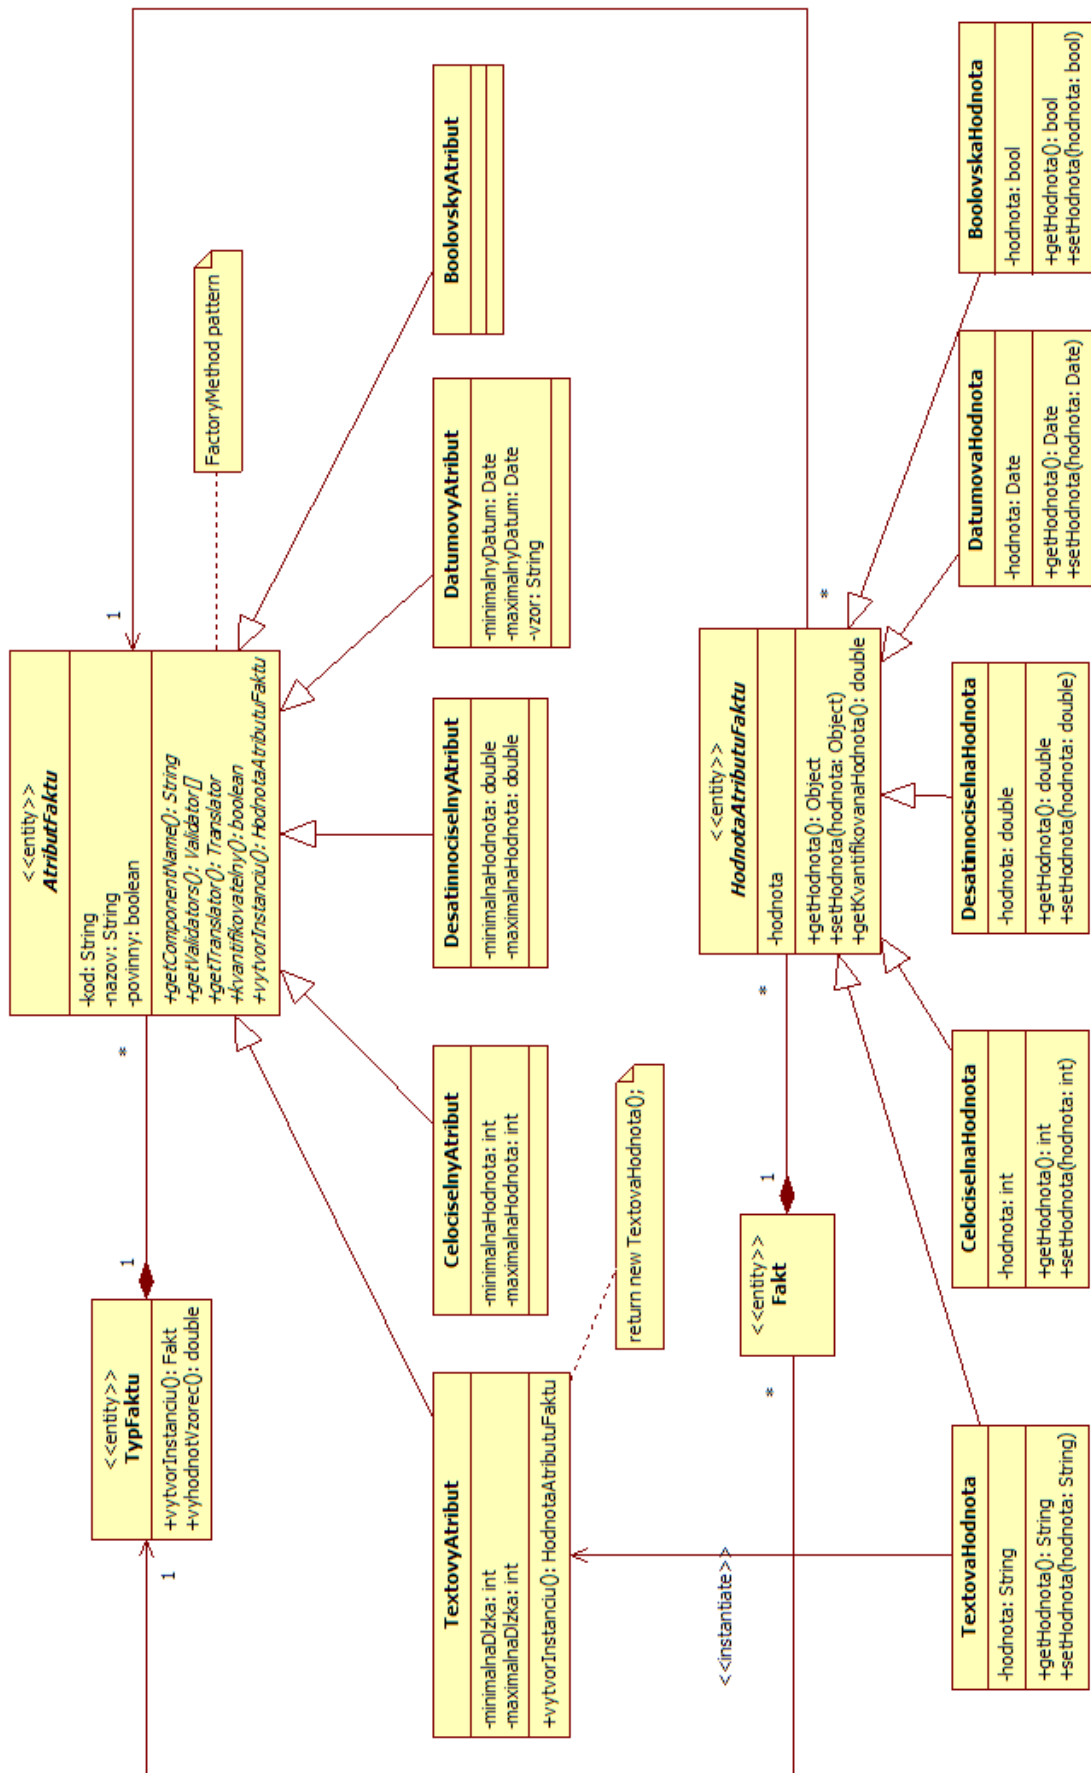 <<entity>>
TypFaktu
+vytvorInstanciu(): Fakt
+vyhodnotVzorec(): double
1
1
*
<<entity>>
AtributFaktu
-kod: String
-nazov: String
-povinny: boolean
+getComponentName(): String
+getValidators(): Validator[]
+getTranslator(): Translator
+kvantifikovatelny(): boolean
+vytvorInstanciu(): HodnotaAtributuFaktu
1
FactoryMethod pattern
TextovyAtribut
-minimalnaDlzka: int
-maximalnaDlzka: int
+vytvorInstanciu(): HodnotaAtributuFaktu
CelociselnyAtribut
-minimalnaHodnota: int
-maximalnaHodnota: int
DesatinnociselnyAtribut
-minimalnaHodnota: double
-maximalnaHodnota: double
DatumovyAtribut
-minimalnyDatum: Date
-maximalnyDatum: Date
-vzor: String
BoolovskyAtribut
return new TextovaHodnota();
<<instantiate>>
*
<<entity>>
Fakt
1
*
<<entity>>
HodnotaAtributuFaktu
-hodnota
+getHodnota(): Object
+setHodnota(hodnota: Object)
+getKvantifikovanaHodnota(): double
*
TextovaHodnota
-hodnota: String
+getHodnota(): String
+setHodnota(hodnota: String)
CelociselnaHodnota
-hodnota: int
+getHodnota(): int
+setHodnota(hodnota: int)
DesatinnociselnaHodnota
-hodnota: double
+getHodnota(): double
+setHodnota(hodnota: double)
DatumovaHodnota
-hodnota: Date
+getHodnota(): Date
+setHodnota(hodnota: Date)
BoolovskaHodnota
-hodnota: bool
+getHodnota(): bool
+setHodnota(hodnota: bool)